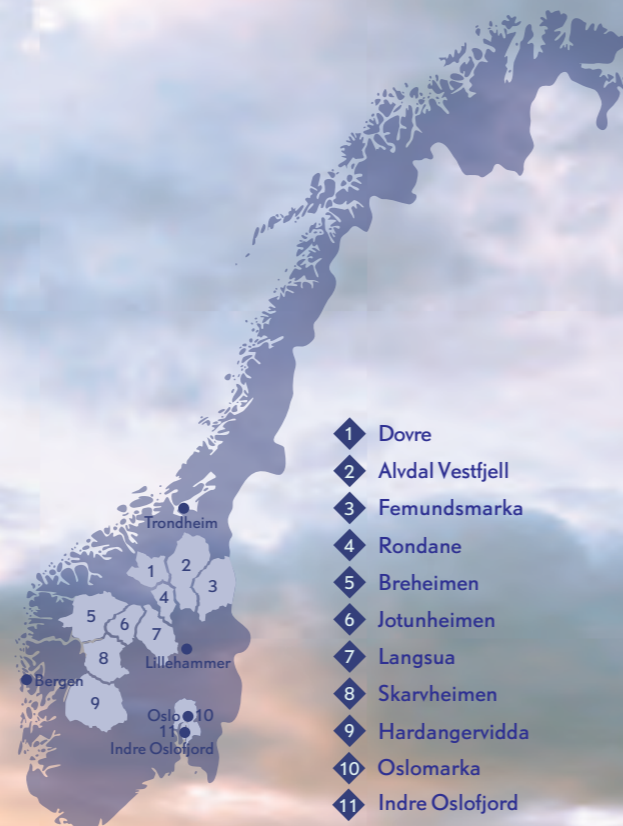 1 Dovre
2 Alvdal Vestfjell
3 Femundsmarka
4 Rondane
5 Breheimen
6 Jotunheimen
7 Langsua
8 Skarvheimen
9 Hardangervidda
10 Oslomarka
11 Indre Oslofjord
Trondheim
1
2
3
4
5
6
7
Lillehammer
8
Bergen
9
Oslo 10
11
Indre Oslofjord